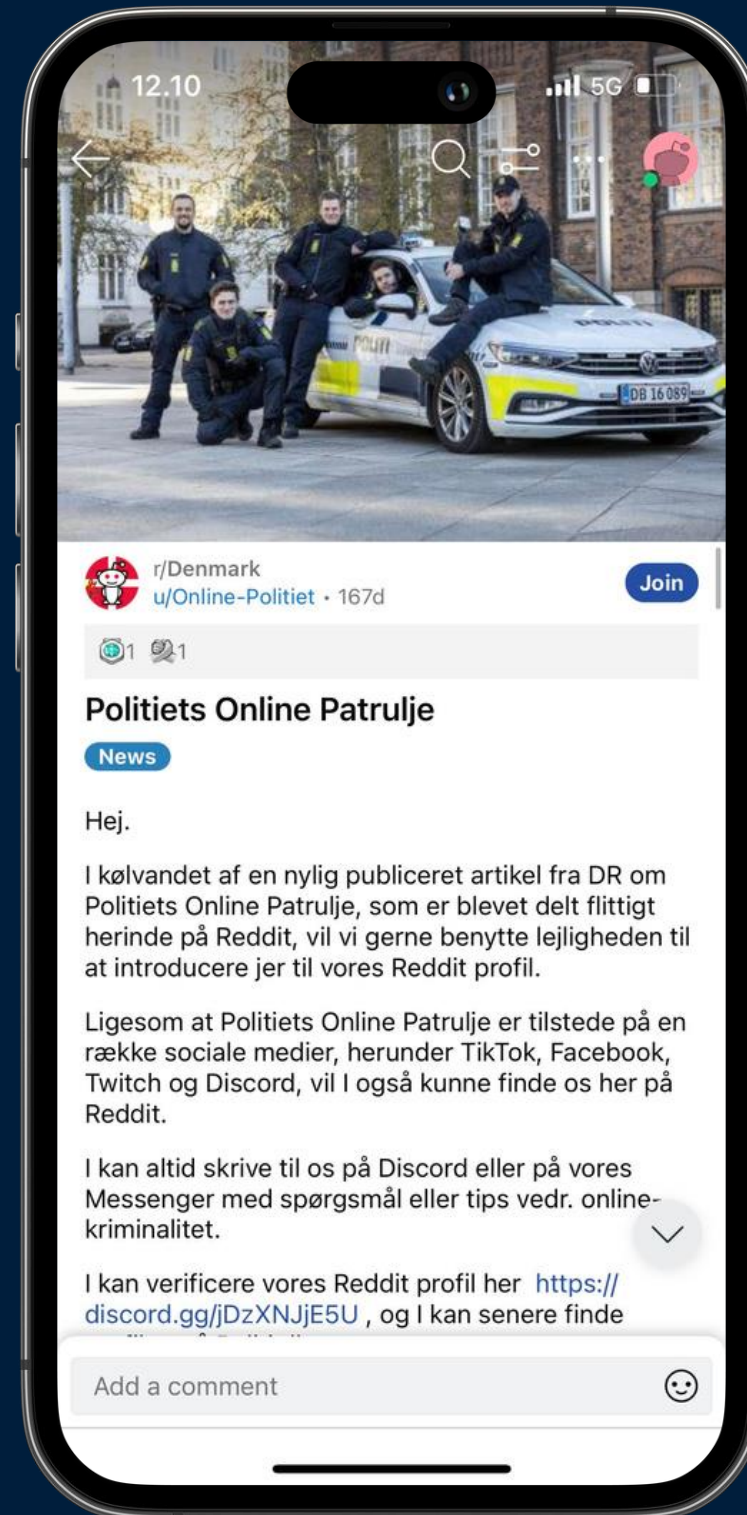 12.10
5G
POLITI
POLITI
DB 16 089
r/Denmark
u/Online-Politiet • 167d
Join
1 1
Politiets Online Patrulje
News
Hej.
I kølvandet af en nylig publiceret artikel fra DR om
Politiets Online Patrulje, som er blevet delt flittigt
herinde på Reddit, vil vi gerne benytte lejligheden til
at introducere jer til vores Reddit profil.
Ligesom at Politiets Online Patrulje er tilstede på en
række sociale medier, herunder TikTok, Facebook,
Twitch og Discord, vil I også kunne finde os her på
Reddit.
I kan altid skrive til os på Discord eller på vores
Messenger med spørgsmål eller tips vedr. online-
kriminalitet.
I kan verificere vores Reddit profil her https://
discord.gg/jDzXNJjE5U , og I kan senere finde
Add a comment